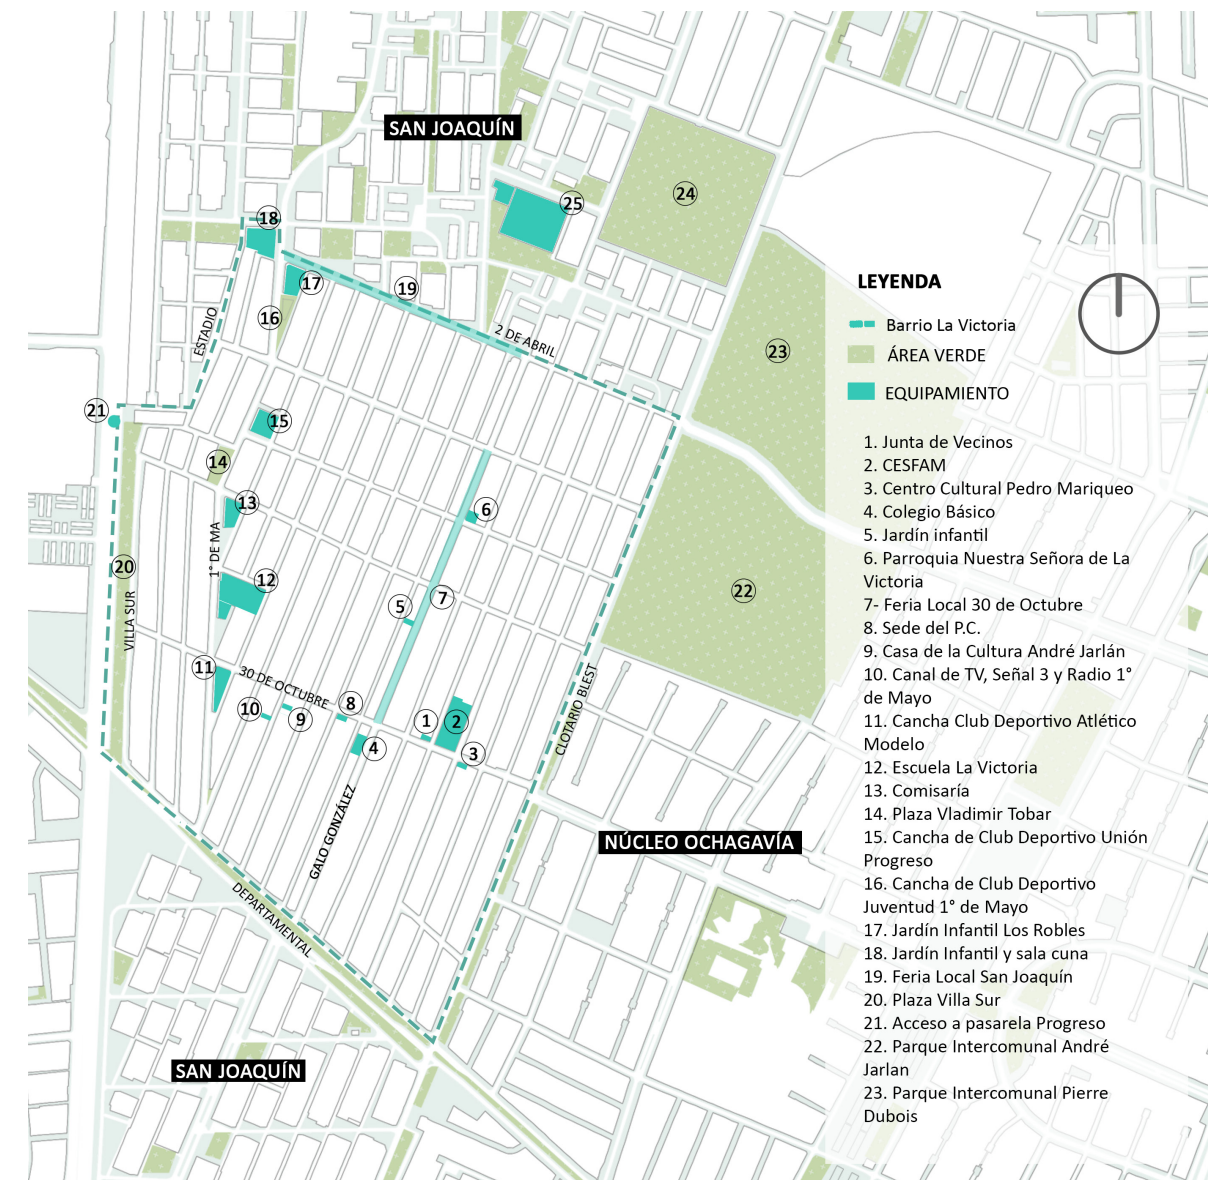 SAN JOAQUÍN
24
25
18
17
19
16
ESTADIO
2 DE ABRIL
23
21
15
14
13
6
1° DE MA
20
12
22
5
7
VILLA SUR
11
30 DE OCTUBRE
10
9
8
1
2
4
3
CLOTARIO BLEST
GALO GONZÁLEZ
NÚCLEO OCHAGAVÍA
DEPARTAMENTAL
SAN JOAQUÍN
LEYENDA
Barrio La Victoria
ÁREA VERDE
EQUIPAMIENTO
1. Junta de Vecinos
2. CESFAM
3. Centro Cultural Pedro Mariqueo
4. Colegio Básico
5. Jardín infantil
6. Parroquia Nuestra Señora de La
Victoria
7- Feria Local 30 de Octubre
8. Sede del P.C.
9. Casa de la Cultura André Jarlán
10. Canal de TV, Señal 3 y Radio 1°
de Mayo
11. Cancha Club Deportivo Atlético
Modelo
12. Escuela La Victoria
13. Comisaría
14. Plaza Vladimir Tobar
15. Cancha de Club Deportivo Unión
Progreso
16. Cancha de Club Deportivo
Juventud 1° de Mayo
17. Jardín Infantil Los Robles
18. Jardín Infantil y sala cuna
19. Feria Local San Joaquín
20. Plaza Villa Sur
21. Acceso a pasarela Progreso
22. Parque Intercomunal André
Jarlan
23. Parque Intercomunal Pierre
Dubois